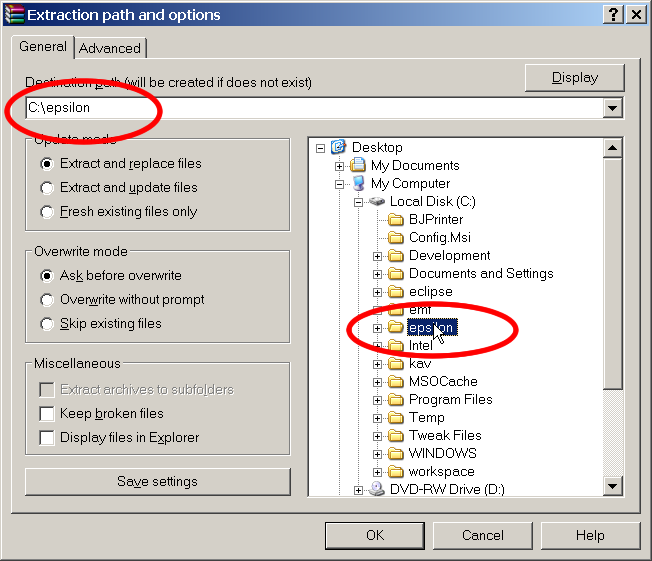 Extraction path and options
General
Advanced
Destination path (will be created if does not exist)
Display
C:\epsilon
Update mode
Extract and replace files
Extract and update files
Fresh existing files only
Overwrite mode
Ask before overwrite
Overwrite without prompt
Skip existing files
Miscellaneous
Extract archives to subfolders
Keep broken files
Display files in Explorer
Save settings
Desktop
My Documents
My Computer
Local Disk (C:)
BJPrinter
Config.Msi
Development
Documents and Settings
eclipse
emf
epsilon
Intel
kav
MSOCache
Program Files
Temp
Tweak Files
WINDOWS
workspace
DVD-RW Drive (D:)
OK
Cancel
Help